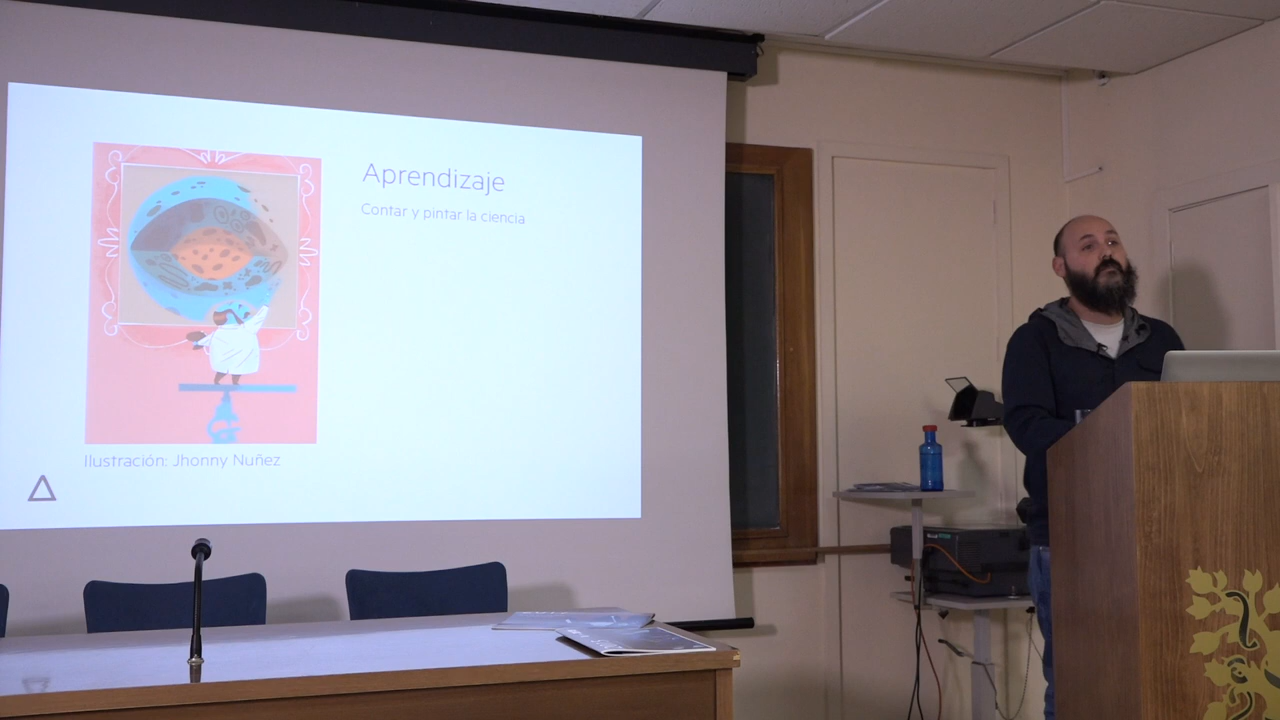 Aprendizaje
Contar y pintar la ciencia
Ilustración: Jhonny Nuñez